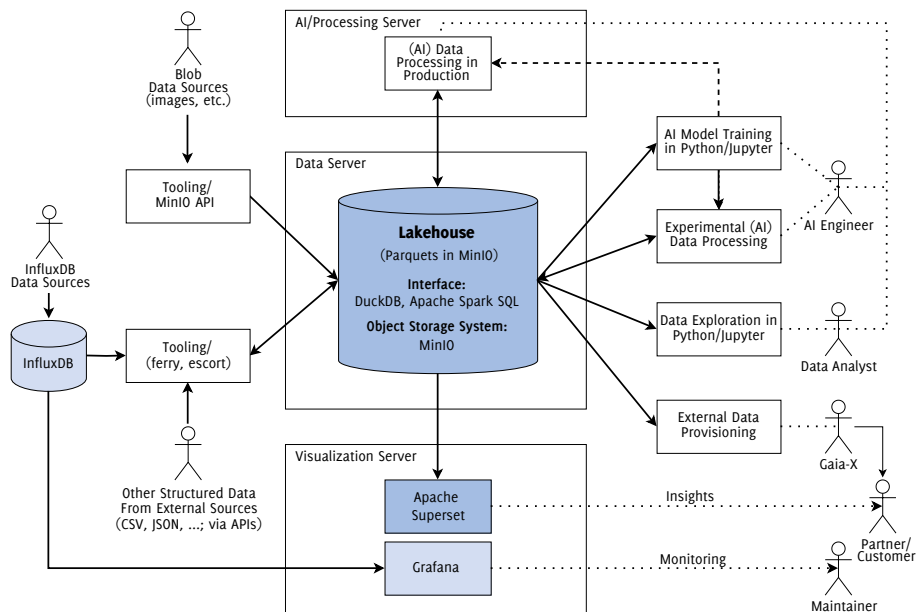 AI/Processing Server
(AI) Data
Processing in
Production
Blob
Data Sources
(images, etc.)
Tooling/
MinIO API
InfluxDB
Data Sources
InfluxDB
Tooling/
(ferry, escort)
Other Structured Data
From External Sources
(CSV, JSON, ...; via APIs)
Data Server
Lakehouse
(Parquets in MinIO)
Interface:
DuckDB, Apache Spark SQL
Object Storage System:
MinIO
AI Model Training
in Python/Jupyter
Experimental (AI)
Data Processing
AI Engineer
Data Exploration in
Python/Jupyter
Data Analyst
External Data
Provisioning
Gaia-X
Visualization Server
Apache
Superset
Insights
Partner/
Customer
Grafana
Monitoring
Maintainer